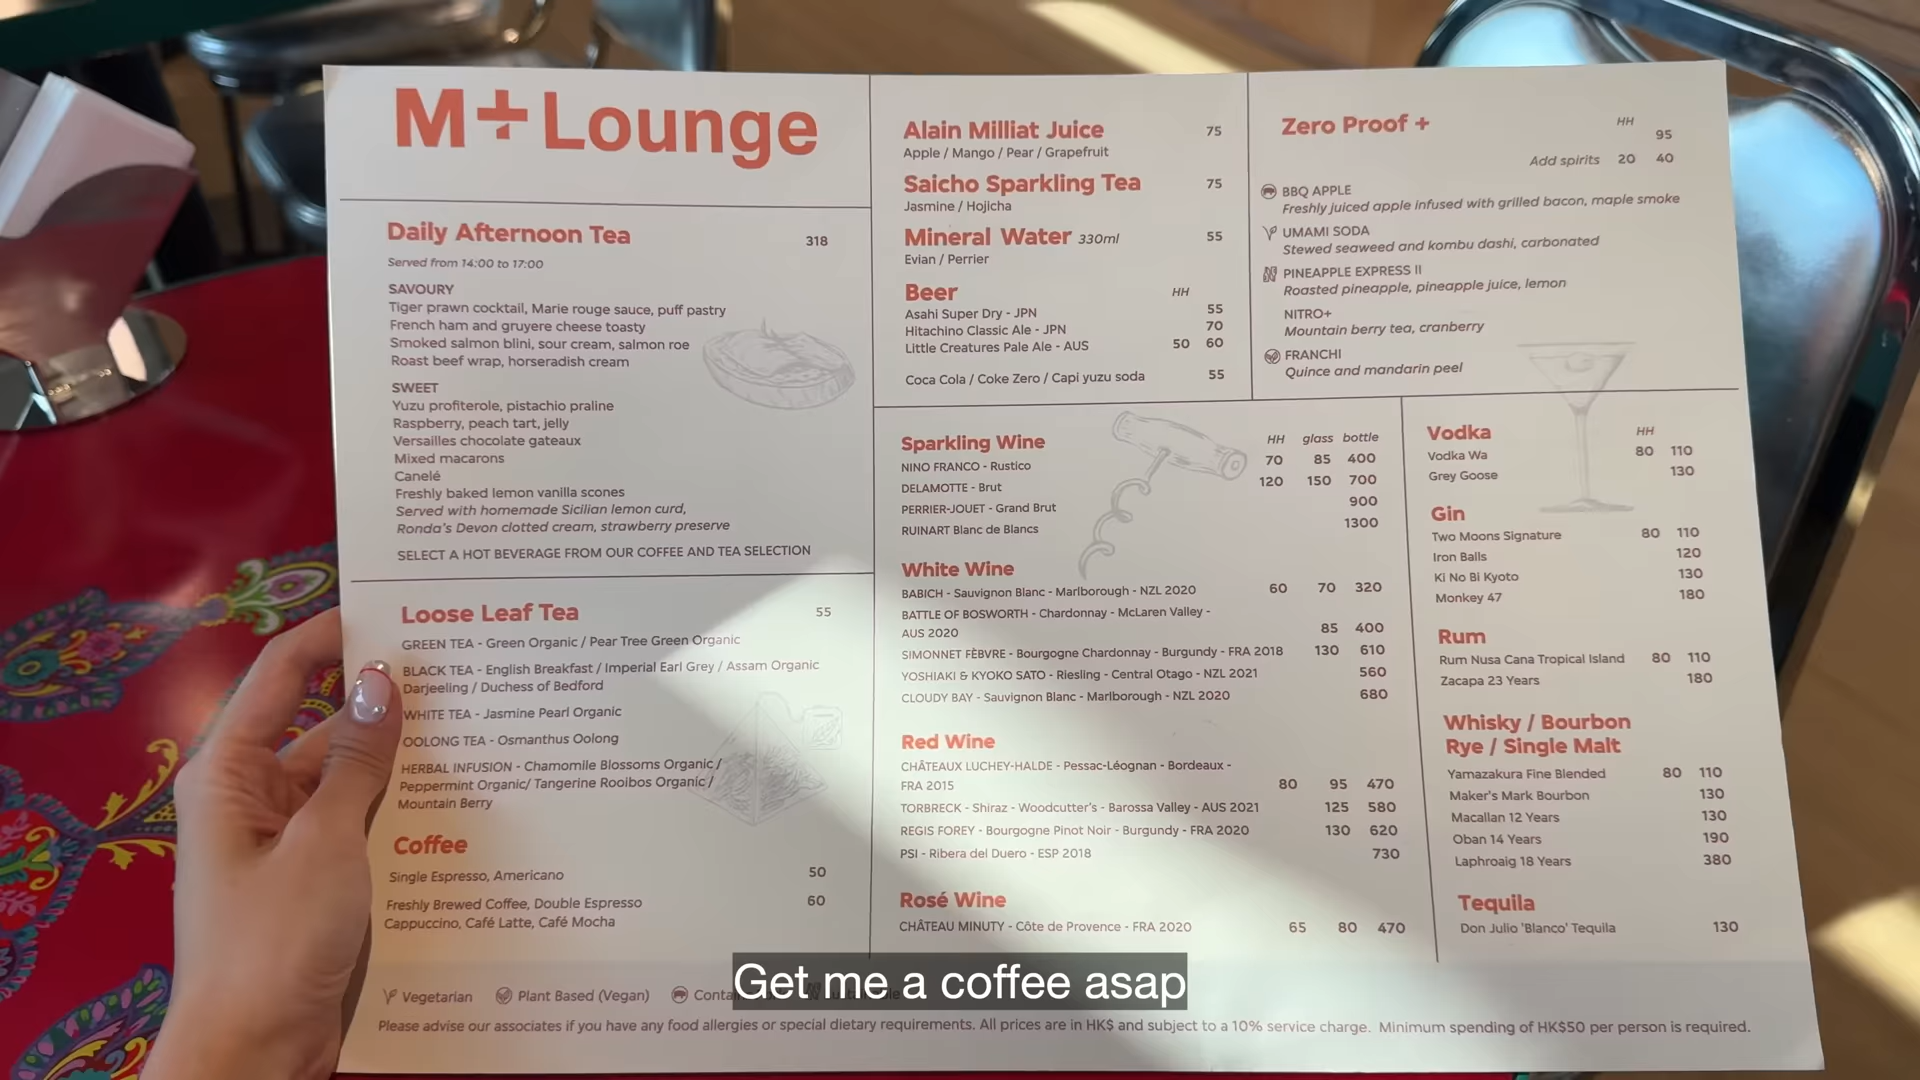 M+Lounge
Daily Afternoon Tea 318
Served from 14:00 to 17:00
SAVOURY
Tiger prawn cocktail, Marie rouge sauce, puff pastry
French ham and gruyere cheese toasty
Smoked salmon blini, sour cream, salmon roe
Roast beef wrap, horseradish cream
SWEET
Yuzu profiterole, pistachio praline
Raspberry, peach tart, jelly
Versailles chocolate gateaux
Mixed macarons
Canelé
Freshly baked lemon vanilla scones
Served with homemade Sicilian lemon curd,
Ronda's Devon clotted cream, strawberry preserve
SELECT A HOT BEVERAGE FROM OUR COFFEE AND TEA SELECTION
Loose Leaf Tea 55
GREEN TEA - Green Organic / Pear Tree Green Organic
BLACK TEA - English Breakfast / Imperial Earl Grey / Assam Organic
Darjeeling / Duchess of Bedford
WHITE TEA - Jasmine Pearl Organic
OOLONG TEA - Osmanthus Oolong
HERBAL INFUSION - Chamomile Blossoms Organic /
Peppermint Organic/ Tangerine Rooibos Organic /
Mountain Berry
Coffee
Single Espresso, Americano 50
Freshly Brewed Coffee, Double Espresso 60
Cappuccino, Café Latte, Café Mocha
Alain Milliat Juice 75
Apple / Mango / Pear / Grapefruit
Saicho Sparkling Tea 75
Jasmine / Hojicha
Mineral Water 330ml 55
Evian / Perrier
Beer HH
Asahi Super Dry - JPN 55
Hitachino Classic Ale - JPN 70
Little Creatures Pale Ale - AUS 50 60
Coca Cola / Coke Zero / Capi yuzu soda 55
Zero Proof + HH
95
Add spirits 20 40
BBQ APPLE
Freshly juiced apple infused with grilled bacon, maple smoke
UMAMI SODA
Stewed seaweed and kombu dashi, carbonated
PINEAPPLE EXPRESS II
Roasted pineapple, pineapple juice, lemon
NITRO+
Mountain berry tea, cranberry
FRANCHI
Quince and mandarin peel
Sparkling Wine HH glass bottle
NINO FRANCO - Rustico 70 85 400
DELAMOTTE - Brut 120 150 700
PERRIER-JOUET - Grand Brut 900
RUINART Blanc de Blancs 1300
White Wine
BABICH - Sauvignon Blanc - Marlborough - NZL 2020 60 70 320
BATTLE OF BOSWORTH - Chardonnay - McLaren Valley -
AUS 2020 85 400
SIMONNET FÈBVRE - Bourgogne Chardonnay - Burgundy - FRA 2018 130 610
YOSHIAKI & KYOKO SATO - Riesling - Central Otago - NZL 2021 560
CLOUDY BAY - Sauvignon Blanc - Marlborough - NZL 2020 680
Red Wine
CHÂTEAUX LUCHEY-HALDE - Pessac-Léognan - Bordeaux -
FRA 2015 80 95 470
TORBRECK - Shiraz - Woodcutter's - Barossa Valley - AUS 2021 125 580
REGIS FOREY - Bourgogne Pinot Noir - Burgundy - FRA 2020 130 620
PSI - Ribera del Duero - ESP 2018 730
Rosé Wine
CHÂTEAU MINUTY - Côte de Provence - FRA 2020 65 80 470
Vodka HH
Vodka Wa 80 110
Grey Goose 130
Gin
Two Moons Signature 80 110
Iron Balls 120
Ki No Bi Kyoto 130
Monkey 47 180
Rum
Rum Nusa Cana Tropical Island 80 110
Zacapa 23 Years 180
Whisky / Bourbon
Rye / Single Malt
Yamazakura Fine Blended 80 110
Maker's Mark Bourbon 130
Macallan 12 Years 130
Oban 14 Years 190
Laphroaig 18 Years 380
Tequila
Don Julio 'Blanco' Tequila 130
Get me a coffee asap
Vegetarian Plant Based (Vegan)
Please advise our associates if you have any food allergies or special dietary requirements. All prices are in HK$ and subject to a 10% service charge. Minimum spending of HK$50 per person is required.